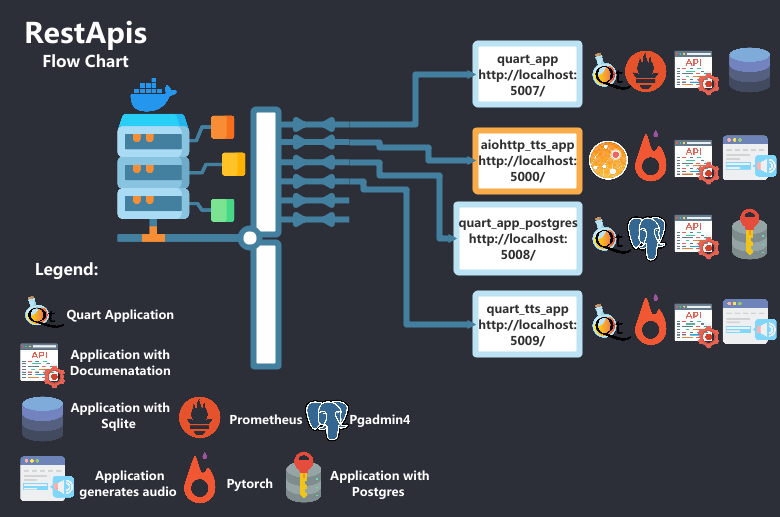 RestApis
Flow Chart
quart_app
http://localhost:
5007/
API
aiohttp_tts_app
http://localhost:
5000/
API
quart_app_postgres
http://localhost:
5008/
API
quart_tts_app
http://localhost:
5009/
API
Legend:
Quart Application
API
Application with
Documenatation
Application with
Sqlite
Prometheus
Pgadmin4
Application
generates audio
Pytorch
Application with
Postgres